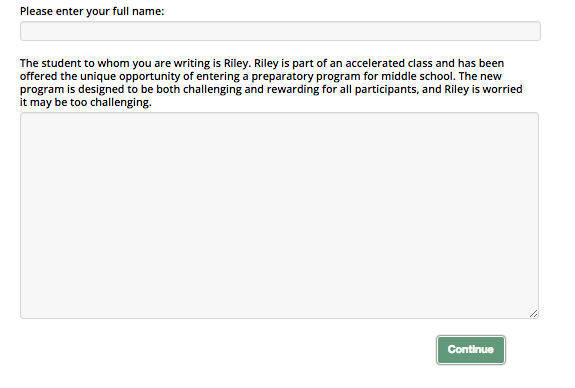 Please enter your full name:
The student to whom you are writing is Riley. Riley is part of an accelerated class and has been
offered the unique opportunity of entering a preparatory program for middle school. The new
program is designed to be both challenging and rewarding for all participants, and Riley is worried
it may be too challenging.
Continue